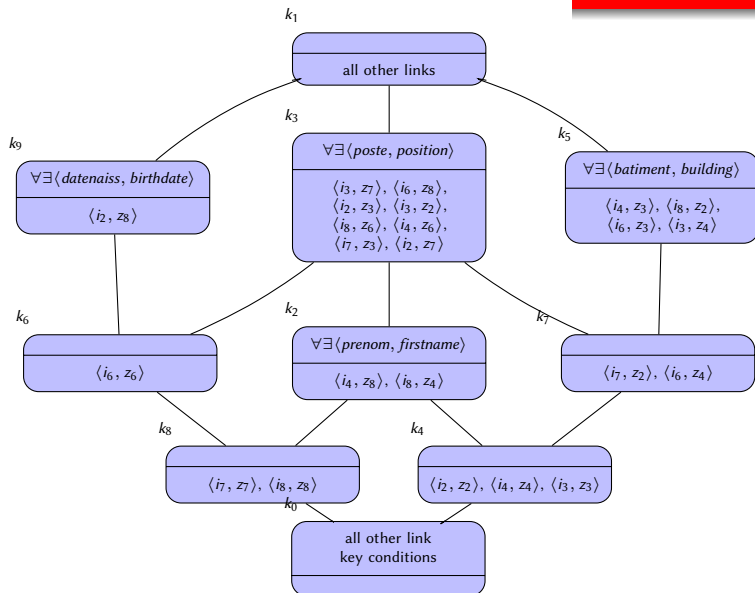 k₁
all other links
k₃
∀∃⟨poste, position⟩
⟨i₃, z₇⟩, ⟨i₆, z₈⟩,
⟨i₂, z₃⟩, ⟨i₃, z₂⟩,
⟨i₈, z₆⟩, ⟨i₄, z₆⟩,
⟨i₇, z₃⟩, ⟨i₂, z₇⟩
k₉
∀∃⟨datenaiss, birthdate⟩
⟨i₂, z₈⟩
k₅
∀∃⟨batiment, building⟩
⟨i₄, z₃⟩, ⟨i₈, z₂⟩,
⟨i₆, z₃⟩, ⟨i₃, z₄⟩
k₆
⟨i₆, z₆⟩
k₂
∀∃⟨prenom, firstname⟩
⟨i₄, z₈⟩, ⟨i₈, z₄⟩
k₇
⟨i₇, z₂⟩, ⟨i₆, z₄⟩
k₈
⟨i₇, z₇⟩, ⟨i₈, z₈⟩
k₄
⟨i₂, z₂⟩, ⟨i₄, z₄⟩, ⟨i₃, z₃⟩
k₀
all other link
key conditions